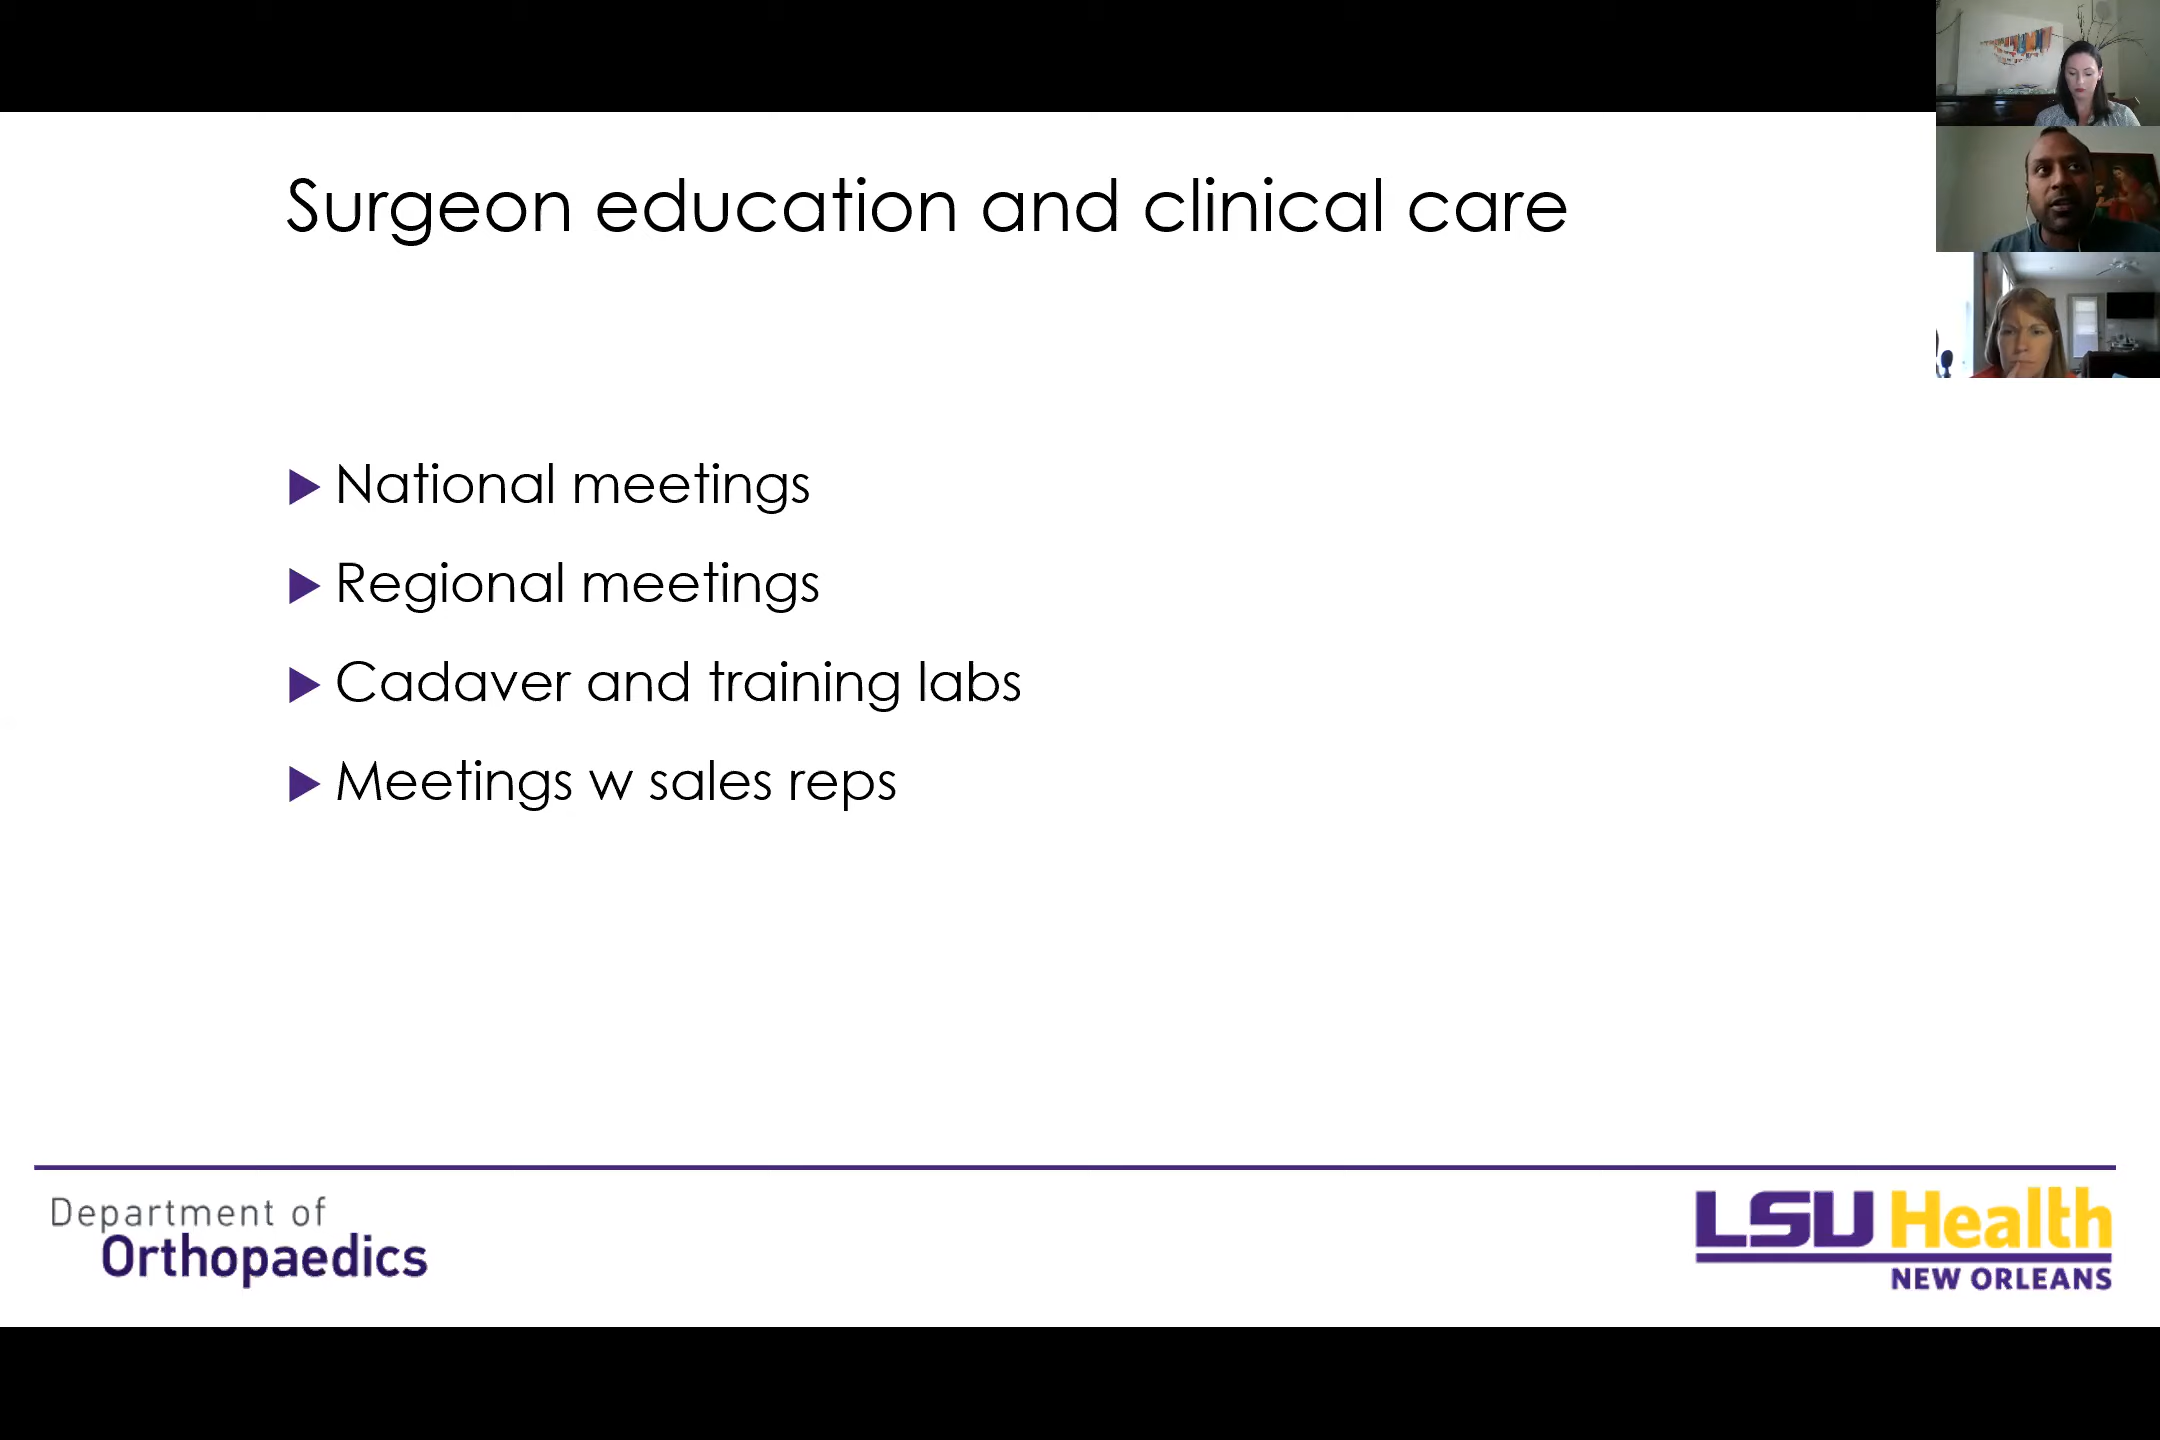 Surgeon education and clinical care
National meetings
Regional meetings
Cadaver and training labs
Meetings w sales reps
Department of
Orthopaedics
LSU Health
NEW ORLEANS